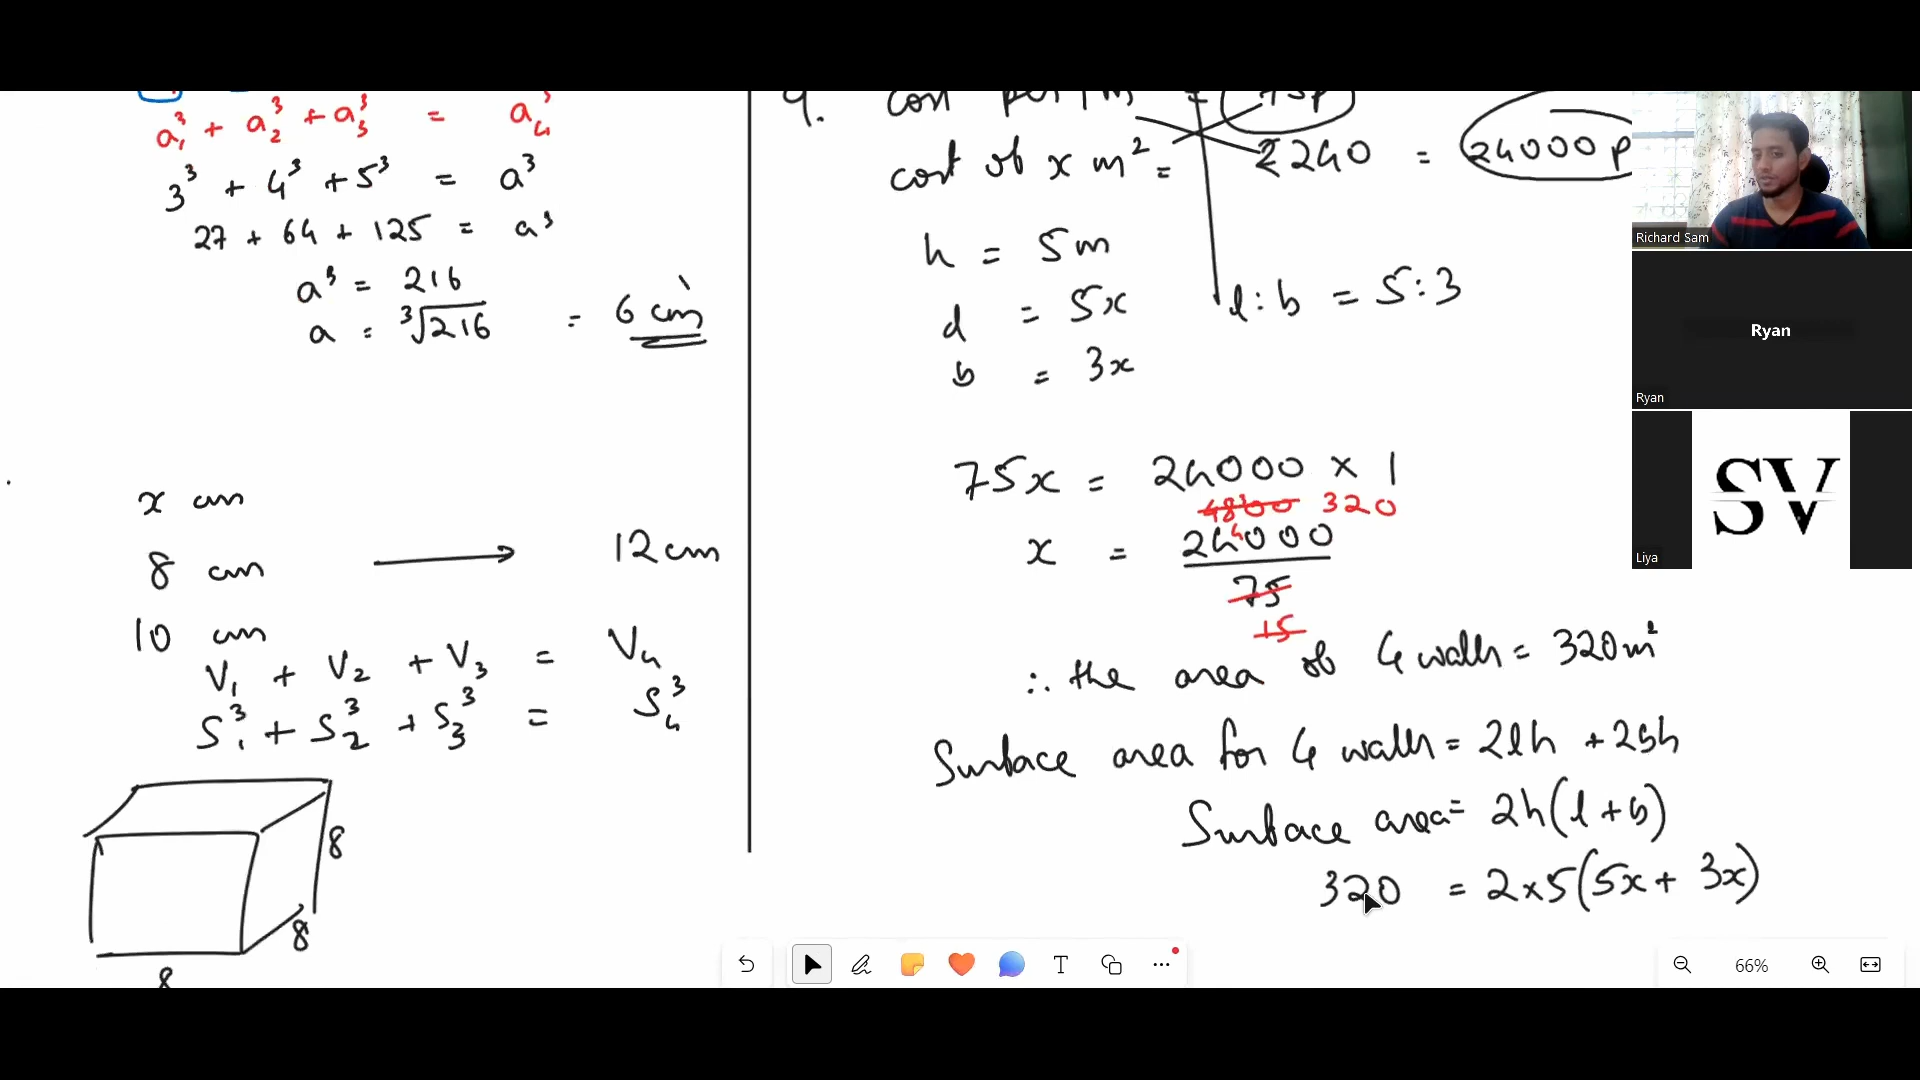 a₁³ + a₂³ + a₃³ = a₄³
3³ + 4³ + 5³ = a³
27 + 64 + 125 = a³
a³ = 216
a = ³√216 = 6 cm
x cm
8 cm → 12 cm
10 cm
V₁ + V₂ + V₃ = V₄
S₁³ + S₂³ + S₃³ = S₄³
8
8
8
9. cost per 1 m = 75p
cost of x m² = ₹ 240 = 24000 p
h = 5m
l = 5x
l : b = 5 : 3
b = 3x
75x = 24000 × 1
4800 320
x = 24000
75
15
∴ the area of 4 walls = 320m²
Surface area for 4 walls = 2lh + 2bh
Surface area = 2h(l + b)
320 = 2×5(5x + 3x)
Richard Sam
Ryan
Ryan
SV
Liya
T
66%